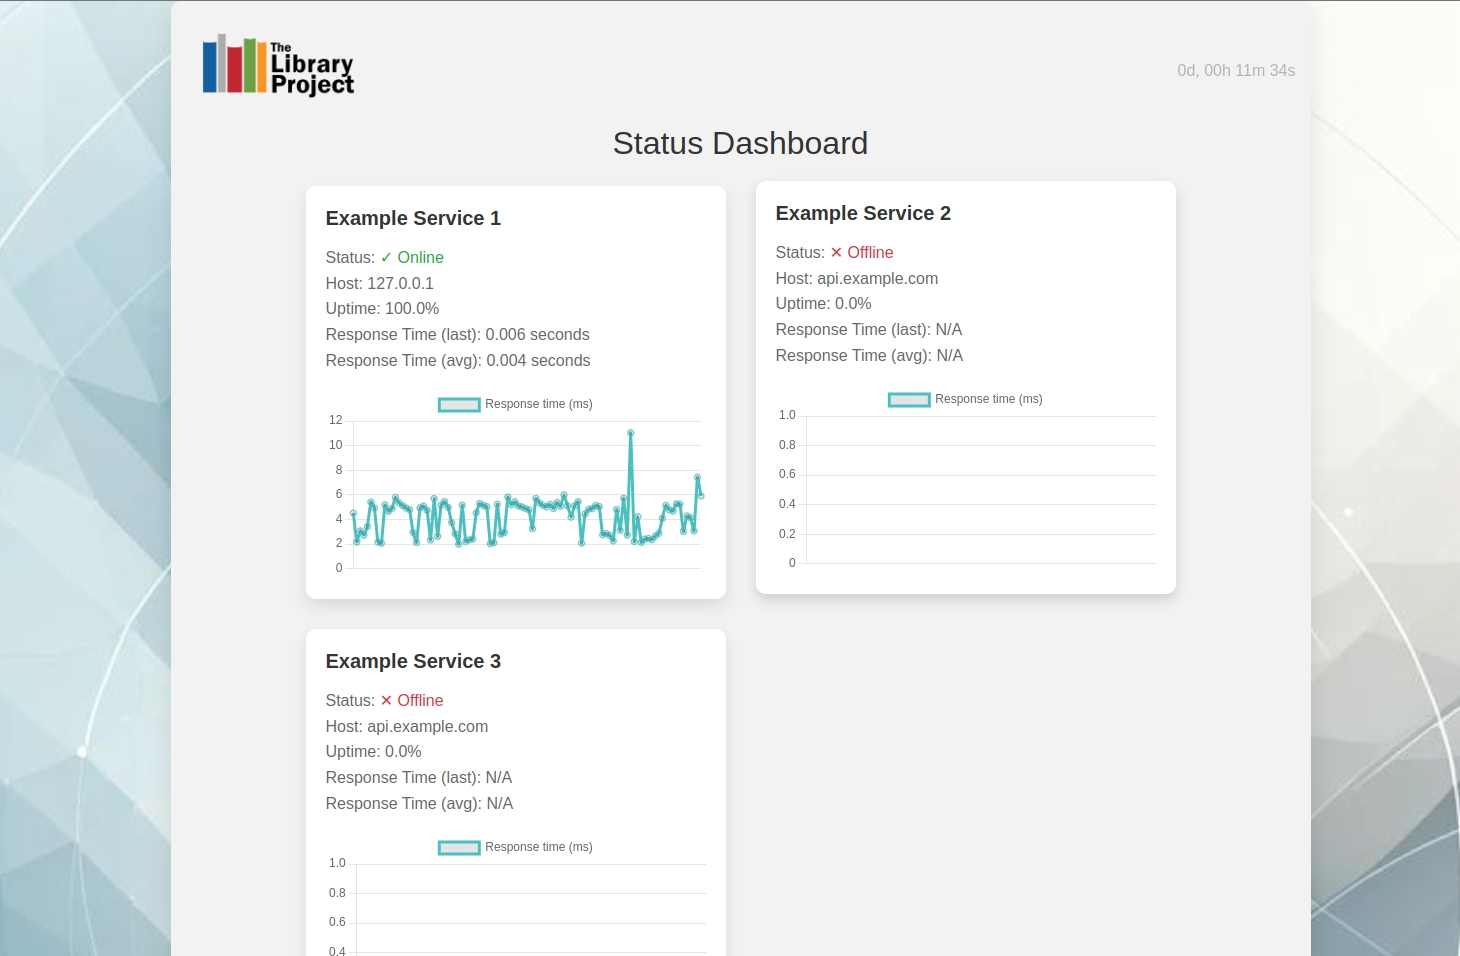 The
Library
Project
0d, 00h 11m 34s
Status Dashboard
Example Service 1
Status: ✓ Online
Host: 127.0.0.1
Uptime: 100.0%
Response Time (last): 0.006 seconds
Response Time (avg): 0.004 seconds
Response time (ms)
12
10
8
6
4
2
0
Example Service 2
Status: ✕ Offline
Host: api.example.com
Uptime: 0.0%
Response Time (last): N/A
Response Time (avg): N/A
Response time (ms)
1.0
0.8
0.6
0.4
0.2
0
Example Service 3
Status: ✕ Offline
Host: api.example.com
Uptime: 0.0%
Response Time (last): N/A
Response Time (avg): N/A
Response time (ms)
1.0
0.8
0.6
0.4